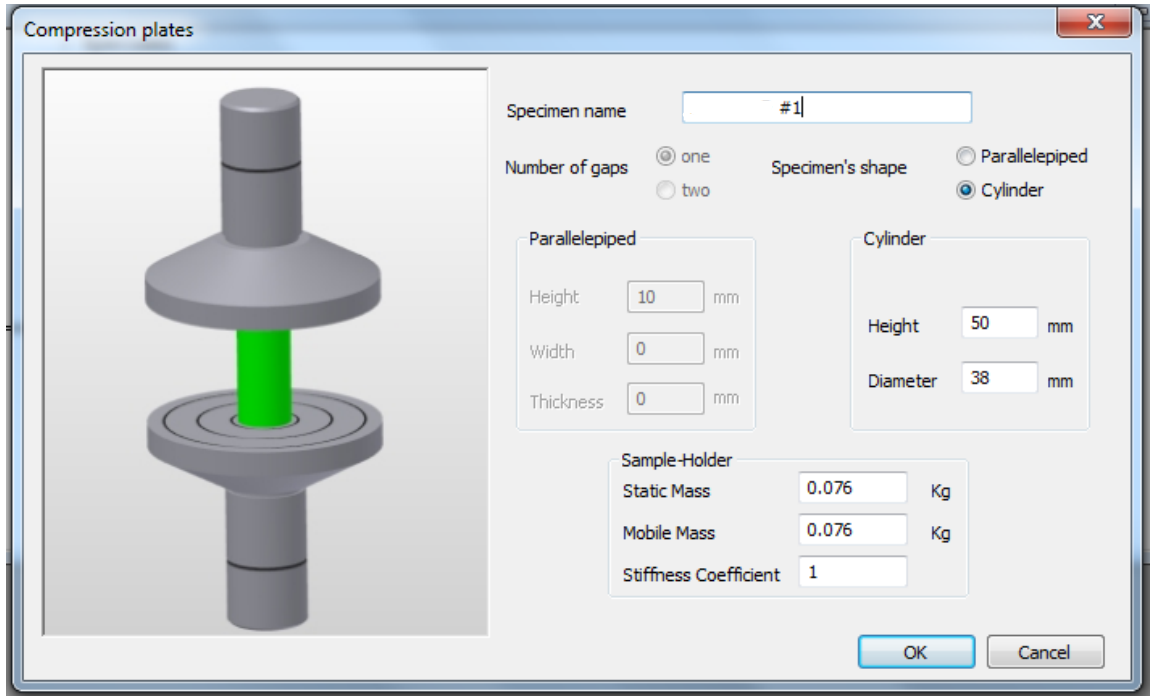 Compression plates
Specimen name #1
Number of gaps one two
Specimen's shape Parallelepiped Cylinder
Parallelepiped
Height 10 mm
Width 0 mm
Thickness 0 mm
Cylinder
Height 50 mm
Diameter 38 mm
Sample-Holder
Static Mass 0.076 Kg
Mobile Mass 0.076 Kg
Stiffness Coefficient 1
OK Cancel